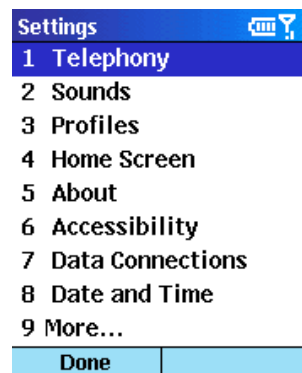 Settings
1 Telephony
2 Sounds
3 Profiles
4 Home Screen
5 About
6 Accessibility
7 Data Connections
8 Date and Time
9 More...
Done